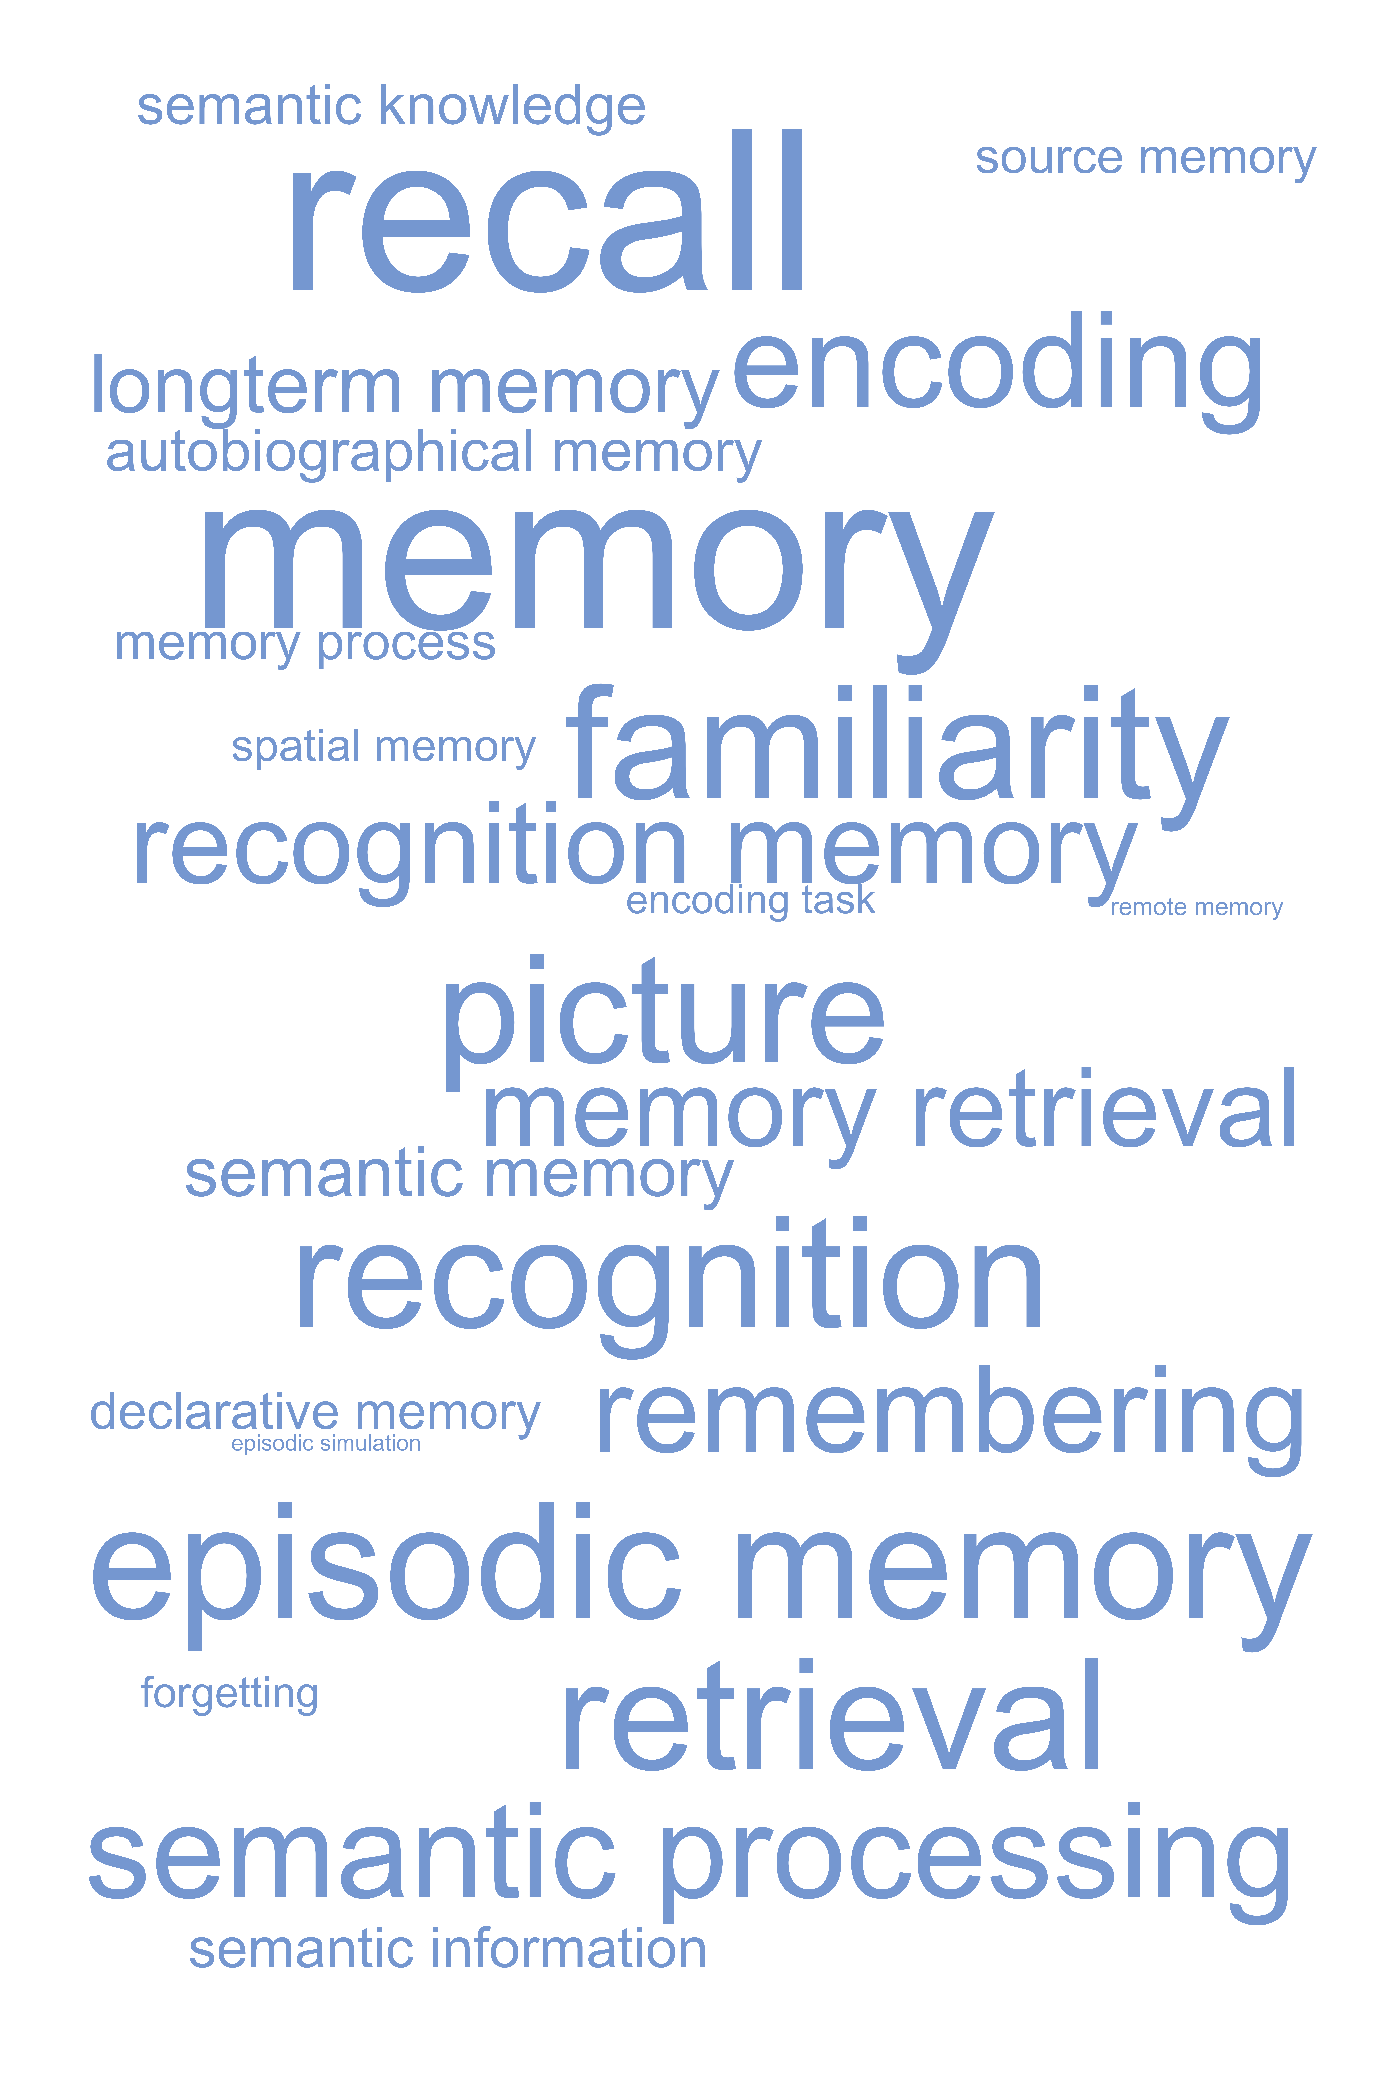 semantic knowledge
source memory
recall
encoding
longterm memory
autobiographical memory
memory
memory process
familiarity
spatial memory
recognition memory
encoding task
remote memory
picture
memory retrieval
semantic memory
recognition
remembering
declarative memory
episodic simulation
episodic memory
forgetting
retrieval
semantic processing
semantic information